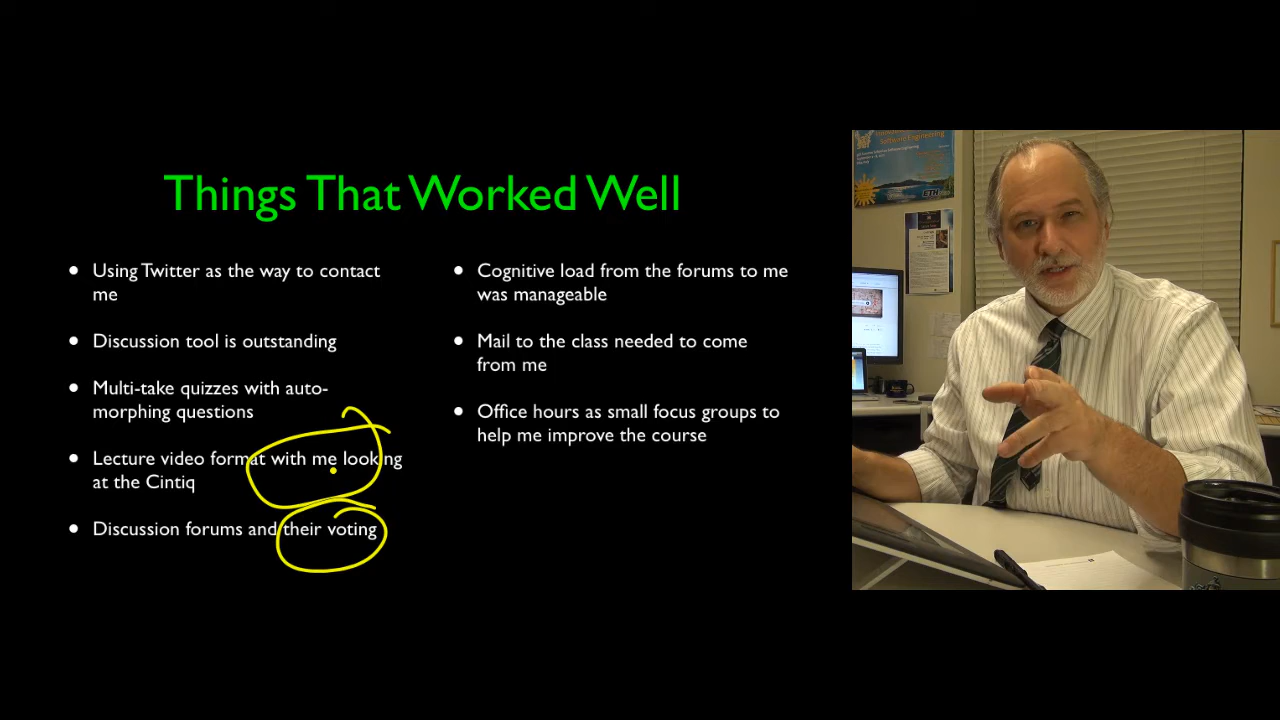 Things That Worked Well
Using Twitter as the way to contact
me
Discussion tool is outstanding
Multi-take quizzes with auto-
morphing questions
Lecture video format with me looking
at the Cintiq
Discussion forums and their voting
Cognitive load from the forums to me
was manageable
Mail to the class needed to come
from me
Office hours as small focus groups to
help me improve the course
Software Engineering